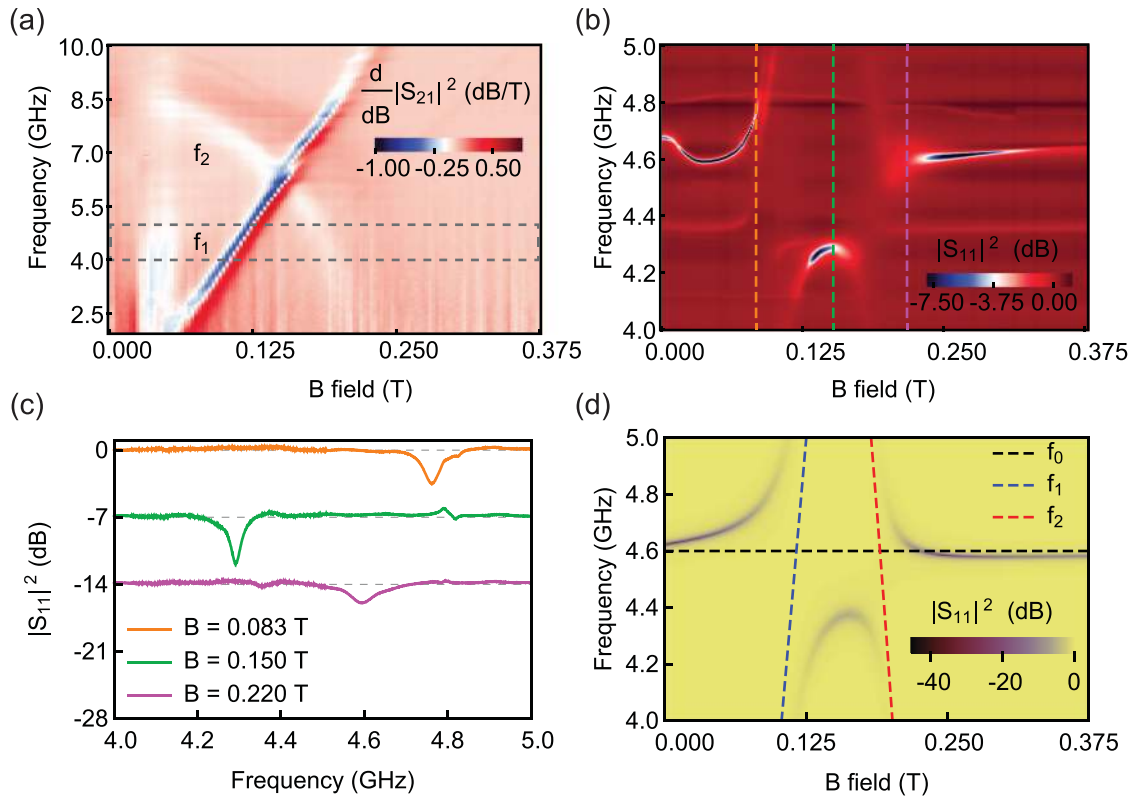 (a)
10.0
8.5
7.0
5.5
4.0
2.5
Frequency (GHz)
d
dB
|S21|² (dB/T)
-1.00 -0.25 0.50
f2
f1
0.000 0.125 0.250 0.375
B field (T)
(b)
5.0
4.8
4.6
4.4
4.2
4.0
Frequency (GHz)
|S11|² (dB)
-7.50 -3.75 0.00
0.000 0.125 0.250 0.375
B field (T)
(c)
0
-7
-14
-21
-28
|S11|² (dB)
B = 0.083 T
B = 0.150 T
B = 0.220 T
4.0 4.2 4.4 4.6 4.8 5.0
Frequency (GHz)
(d)
5.0
4.8
4.6
4.4
4.2
4.0
Frequency (GHz)
f0
f1
f2
|S11|² (dB)
-40 -20 0
0.000 0.125 0.250 0.375
B field (T)